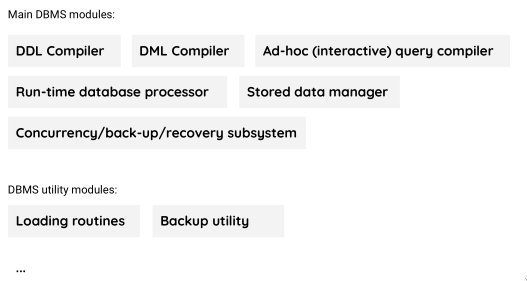 Main DBMS modules:
DDL Compiler DML Compiler Ad-hoc (interactive) query compiler
Run-time database processor Stored data manager
Concurrency/back-up/recovery subsystem
DBMS utility modules:
Loading routines Backup utility
...